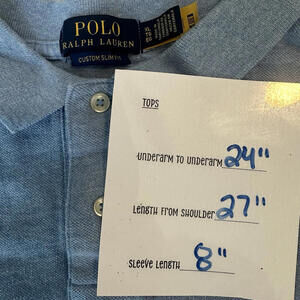 POLO
RALPH LAUREN
CUSTOM SLIM FIT
TOPS
UNDERARM TO UNDERARM 24"
LENGTH FROM SHOULDER 27"
SLEEVE LENGTH 8"